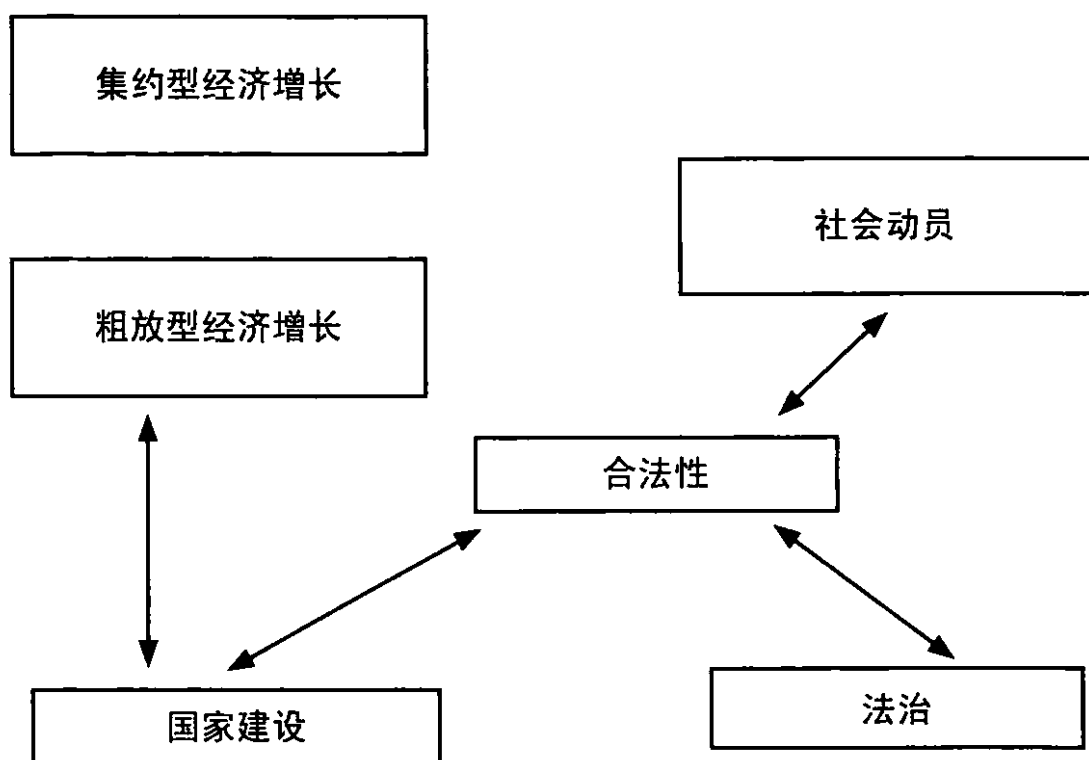 集约型经济增长
社会动员
粗放型经济增长
合法性
国家建设
法治